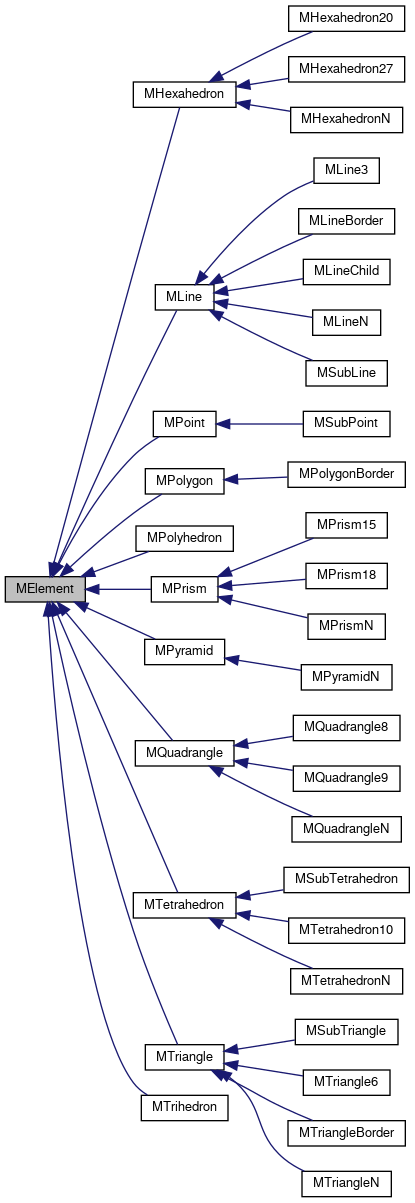 MHexahedron20
MHexahedron27
MHexahedron
MHexahedronN
MLine3
MLineBorder
MLineChild
MLine
MLineN
MSubLine
MPoint
MSubPoint
MPolygon
MPolygonBorder
MPolyhedron
MPrism15
MPrism18
MElement
MPrism
MPrismN
MPyramid
MPyramidN
MQuadrangle8
MQuadrangle
MQuadrangle9
MQuadrangleN
MSubTetrahedron
MTetrahedron
MTetrahedron10
MTetrahedronN
MSubTriangle
MTriangle
MTriangle6
MTrihedron
MTriangleBorder
MTriangleN